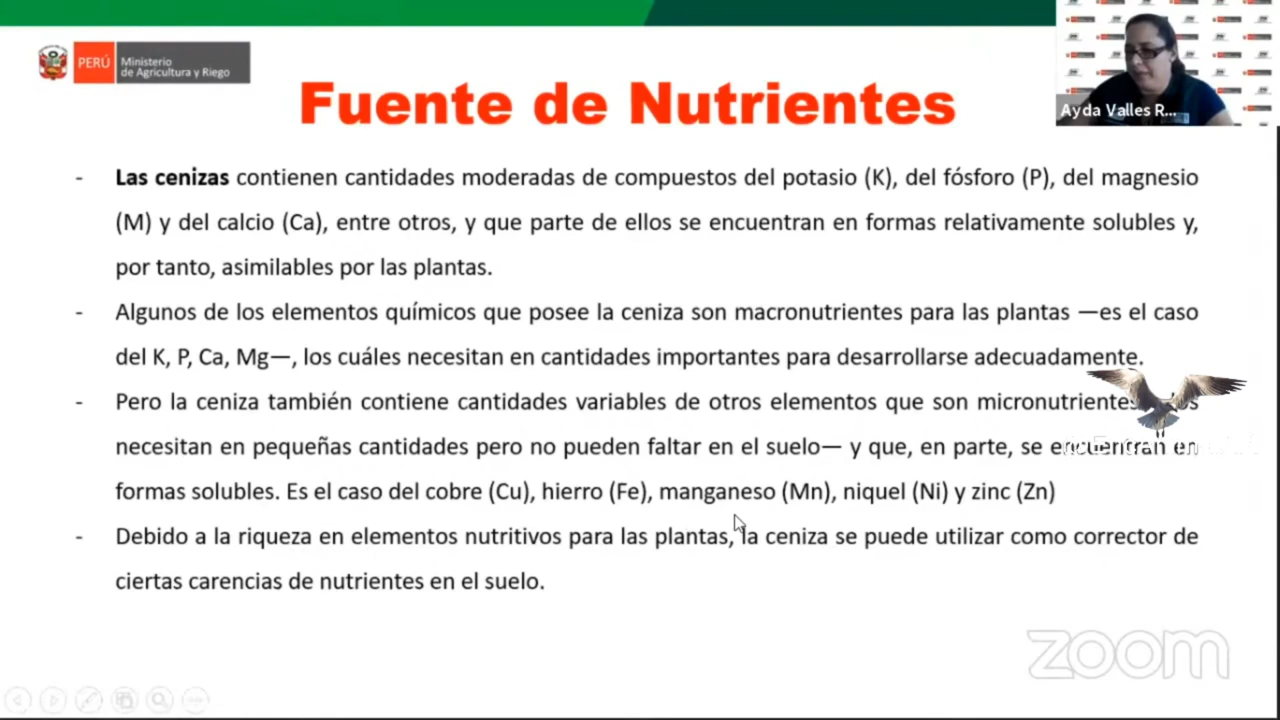 PERÚ
Ministerio
de Agricultura y Riego
Fuente de Nutrientes
Ayda Valles R...
- Las cenizas contienen cantidades moderadas de compuestos del potasio (K), del fósforo (P), del magnesio
(M) y del calcio (Ca), entre otros, y que parte de ellos se encuentran en formas relativamente solubles y,
por tanto, asimilables por las plantas.
- Algunos de los elementos químicos que posee la ceniza son macronutrientes para las plantas —es el caso
del K, P, Ca, Mg—, los cuáles necesitan en cantidades importantes para desarrollarse adecuadamente.
- Pero la ceniza también contiene cantidades variables de otros elementos que son micronutrientes
necesitan en pequeñas cantidades pero no pueden faltar en el suelo— y que, en parte, se encuentran en
formas solubles. Es el caso del cobre (Cu), hierro (Fe), manganeso (Mn), niquel (Ni) y zinc (Zn)
- Debido a la riqueza en elementos nutritivos para las plantas, la ceniza se puede utilizar como corrector de
ciertas carencias de nutrientes en el suelo.
zoom